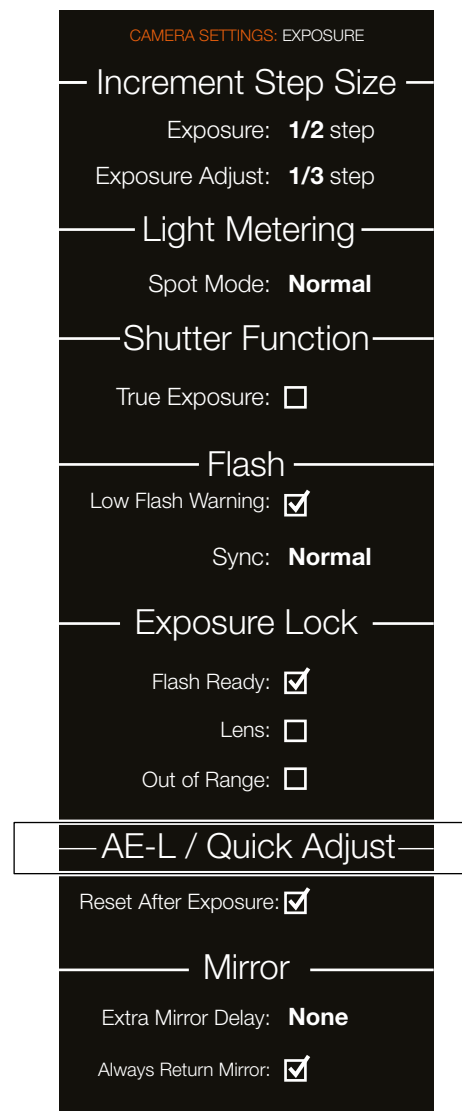 CAMERA SETTINGS: EXPOSURE
Increment Step Size
Exposure: 1/2 step
Exposure Adjust: 1/3 step
Light Metering
Spot Mode: Normal
Shutter Function
True Exposure:
Flash
Low Flash Warning:
Sync: Normal
Exposure Lock
Flash Ready:
Lens:
Out of Range:
AE-L / Quick Adjust
Reset After Exposure:
Mirror
Extra Mirror Delay: None
Always Return Mirror: